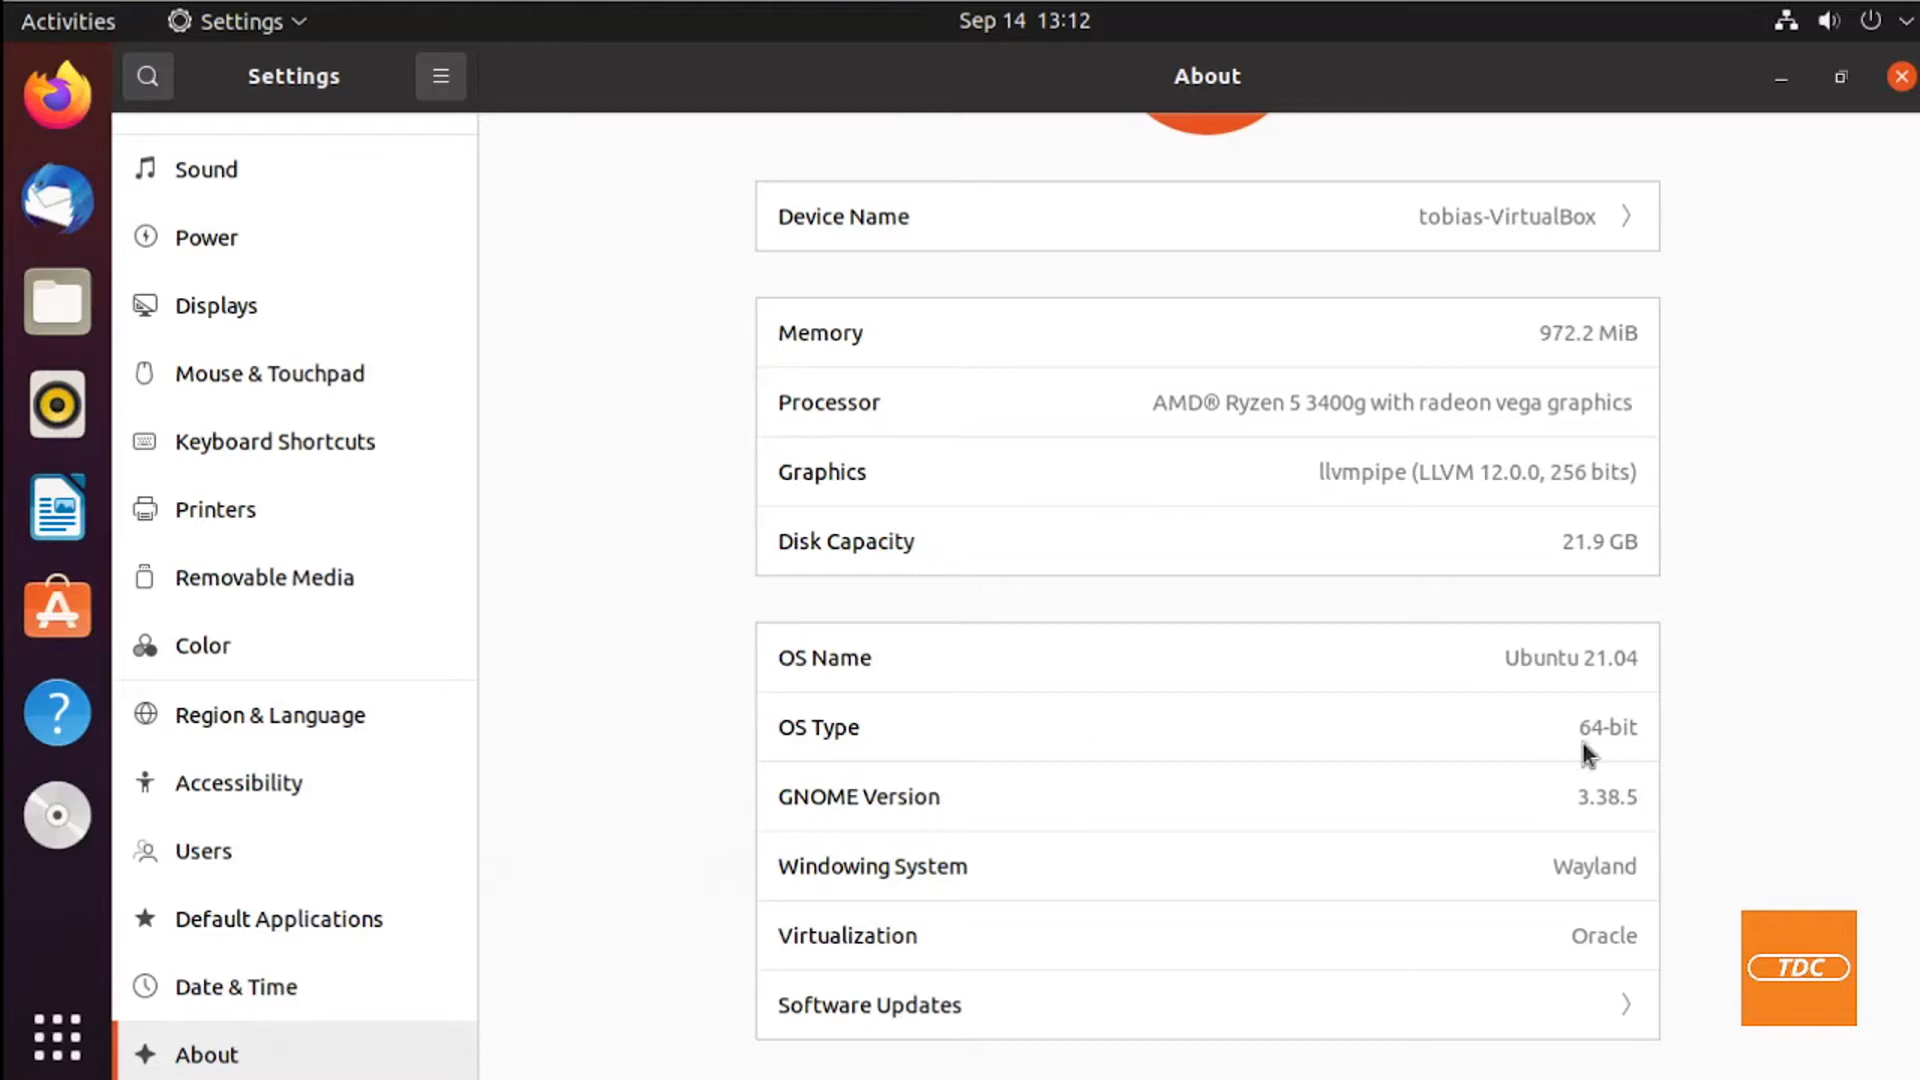 Activities
Settings
Sep 14 13:12
Settings
About
Sound
Power
Displays
Mouse & Touchpad
Keyboard Shortcuts
Printers
Removable Media
Color
Region & Language
Accessibility
Users
Default Applications
Date & Time
About
Device Name tobias-VirtualBox
Memory 972.2 MiB
Processor AMD® Ryzen 5 3400g with radeon vega graphics
Graphics llvmpipe (LLVM 12.0.0, 256 bits)
Disk Capacity 21.9 GB
OS Name Ubuntu 21.04
OS Type 64-bit
GNOME Version 3.38.5
Windowing System Wayland
Virtualization Oracle
Software Updates
TDC